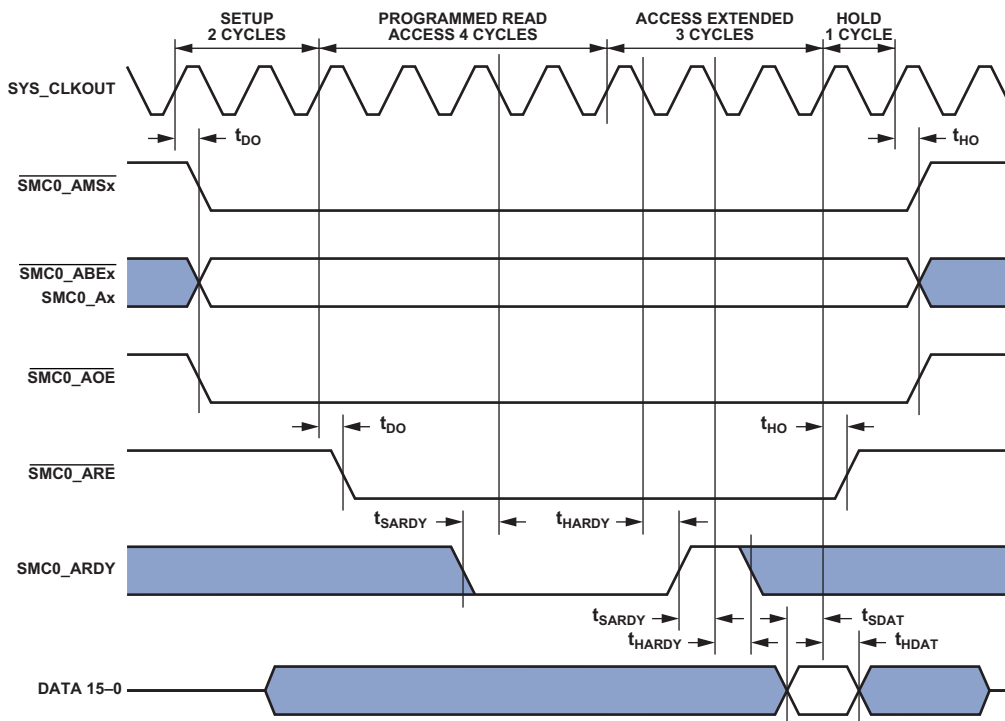 SETUP
2 CYCLES
PROGRAMMED READ
ACCESS 4 CYCLES
ACCESS EXTENDED
3 CYCLES
HOLD
1 CYCLE
SYS_CLKOUT
tDO
tHO
SMC0_AMSx
SMC0_ABEx
SMC0_Ax
SMC0_AOE
tDO
tHO
SMC0_ARE
tSARDY
tHARDY
SMC0_ARDY
tSARDY
tSDAT
tHARDY
tHDAT
DATA 15–0